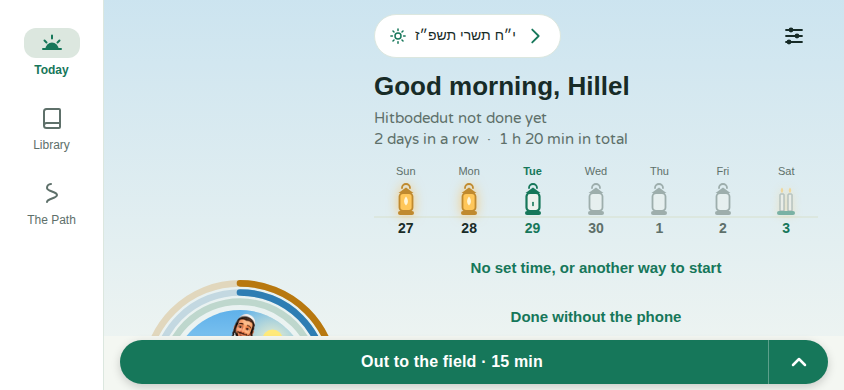 Today
Library
The Path
י״ח תשרי תשפ״ז
Good morning, Hillel
Hitbodedut not done yet
2 days in a row · 1 h 20 min in total
Sun Mon Tue Wed Thu Fri Sat
27 28 29 30 1 2 3
No set time, or another way to start
Done without the phone
Out to the field · 15 min